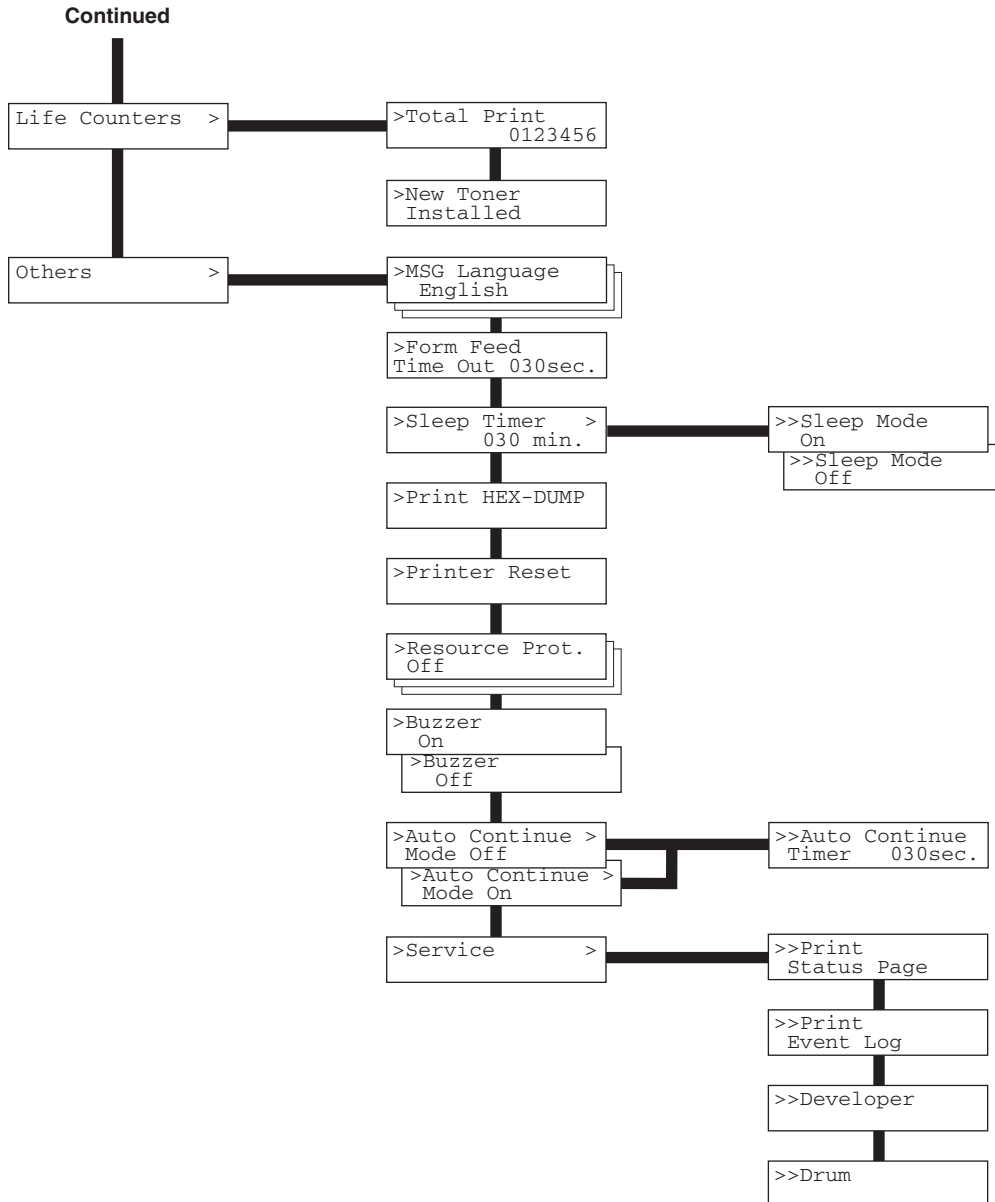 Continued
Life Counters >
>Total Print
0123456
>New Toner
Installed
Others >
>MSG Language
English
>Form Feed
Time Out 030sec.
>Sleep Timer >
030 min.
>>Sleep Mode
On
>>Sleep Mode
Off
>Print HEX-DUMP
>Printer Reset
>Resource Prot.
Off
>Buzzer
On
>Buzzer
Off
>Auto Continue >
Mode Off
>Auto Continue >
Mode On
>>Auto Continue
Timer 030sec.
>Service >
>>Print
Status Page
>>Print
Event Log
>>Developer
>>Drum